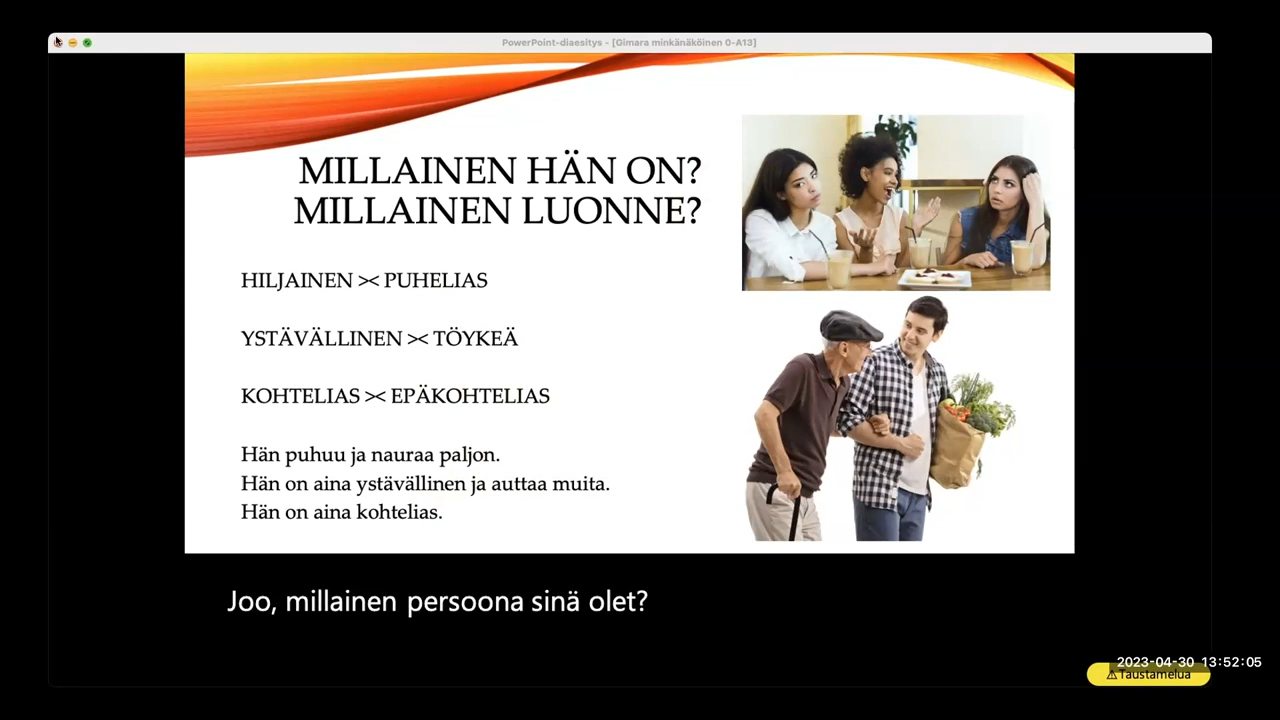 PowerPoint-diaesitys - [Gimara minkänäköinen 0-A13]
MILLAINEN HÄN ON?
MILLAINEN LUONNE?
HILJAINEN >< PUHELIAS
YSTÄVÄLLINEN >< TÖYKEÄ
KOHTELIAS >< EPÄKOHTELIAS
Hän puhuu ja nauraa paljon.
Hän on aina ystävällinen ja auttaa muita.
Hän on aina kohtelias.
Joo, millainen persoona sinä olet?
2023-04-30 13:52:05
⚠Taustamelua